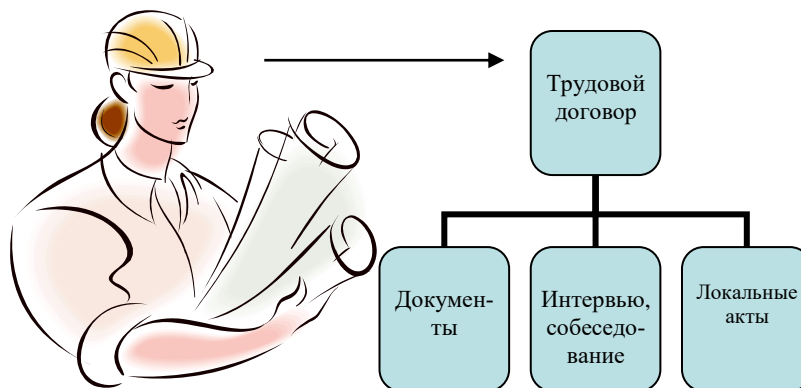 Трудовой
договор
Докумен-
ты
Интервью,
собеседо-
вание
Локальные
акты